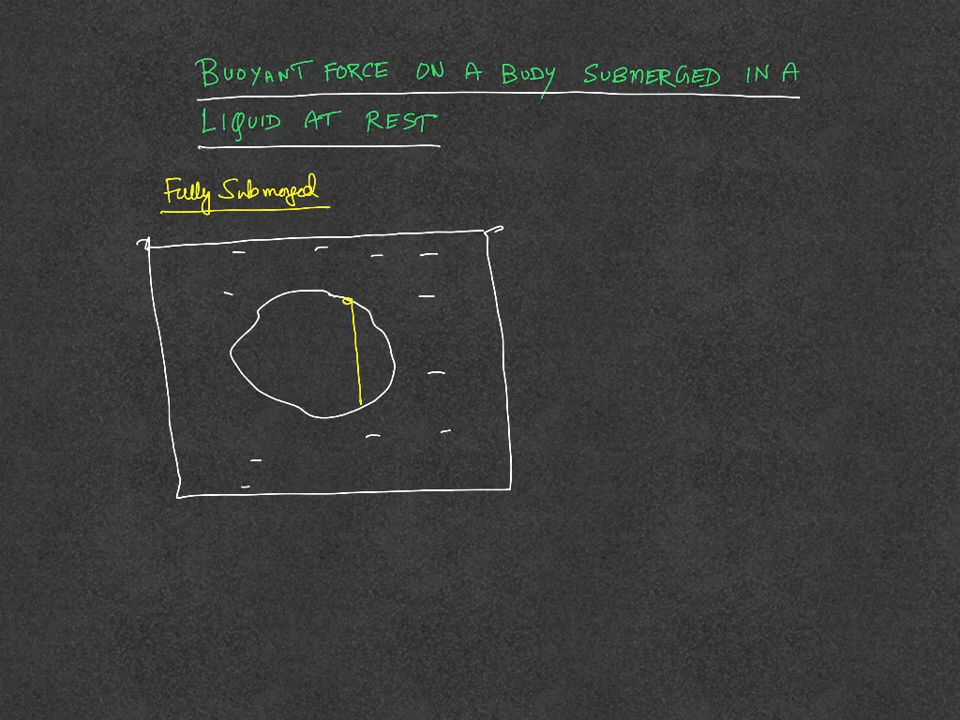 BUOYANT FORCE ON A BODY SUBMERGED IN A
LIQUID AT REST
Fully Submerged